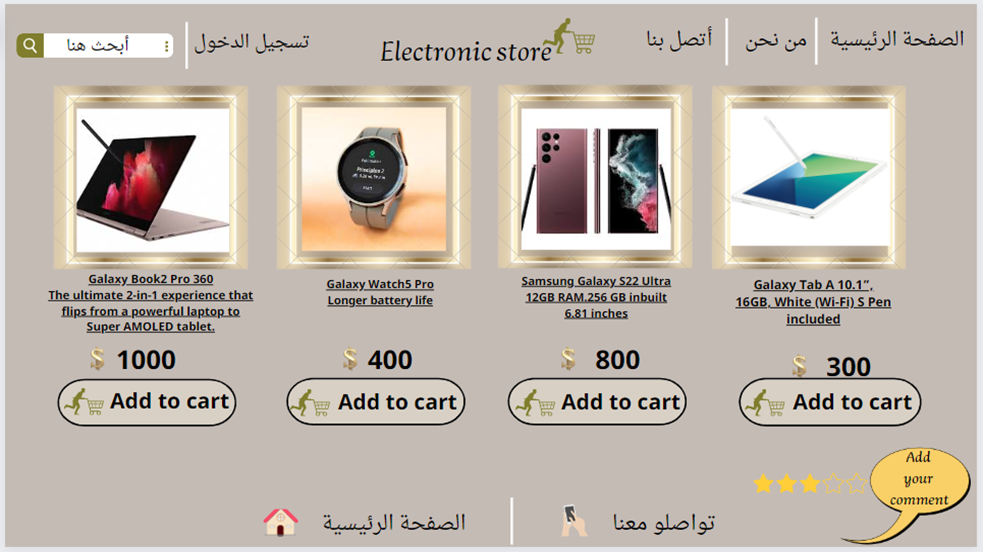 الصفحة الرئيسية
من نحن
أتصل بنا
Electronic store
تسجيل الدخول
أبحث هنا
Galaxy Book2 Pro 360
The ultimate 2-in-1 experience that
flips from a powerful laptop to
Super AMOLED tablet.
$ 1000
Add to cart
Galaxy Watch5 Pro
Longer battery life
$ 400
Add to cart
Samsung Galaxy S22 Ultra
12GB RAM.256 GB inbuilt
6.81 inches
$ 800
Add to cart
Galaxy Tab A 10.1”,
16GB, White (Wi-Fi) S Pen
included
$ 300
Add to cart
Add
your
comment
تواصلو معنا
الصفحة الرئيسية